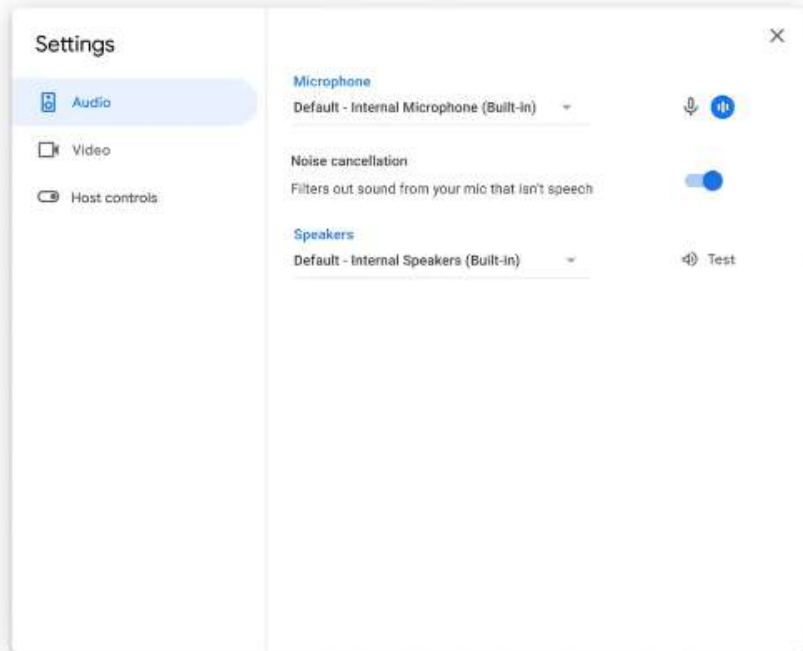 Settings
Audio
Video
Host controls
Microphone
Default - Internal Microphone (Built-in)
Noise cancellation
Filters out sound from your mic that isn't speech
Speakers
Default - Internal Speakers (Built-in)
Test